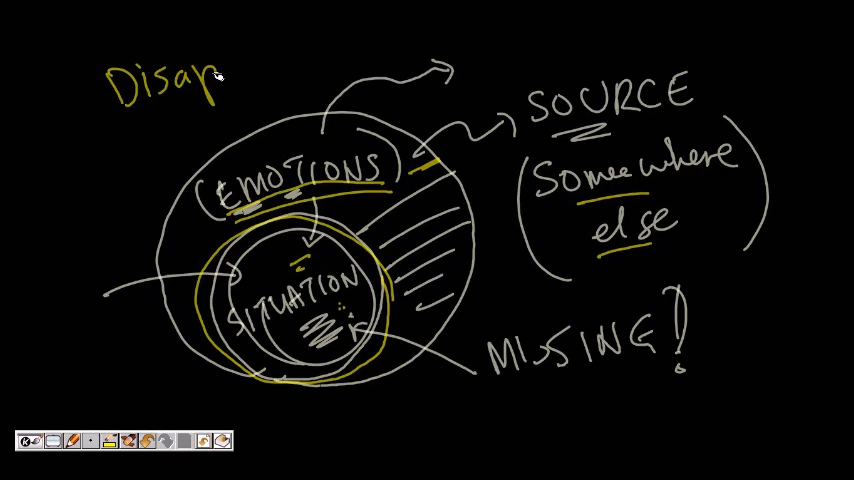 Disap
SOURCE
(Somewhere
else)
(EMOTIONS)
SITUATION
MISSING?